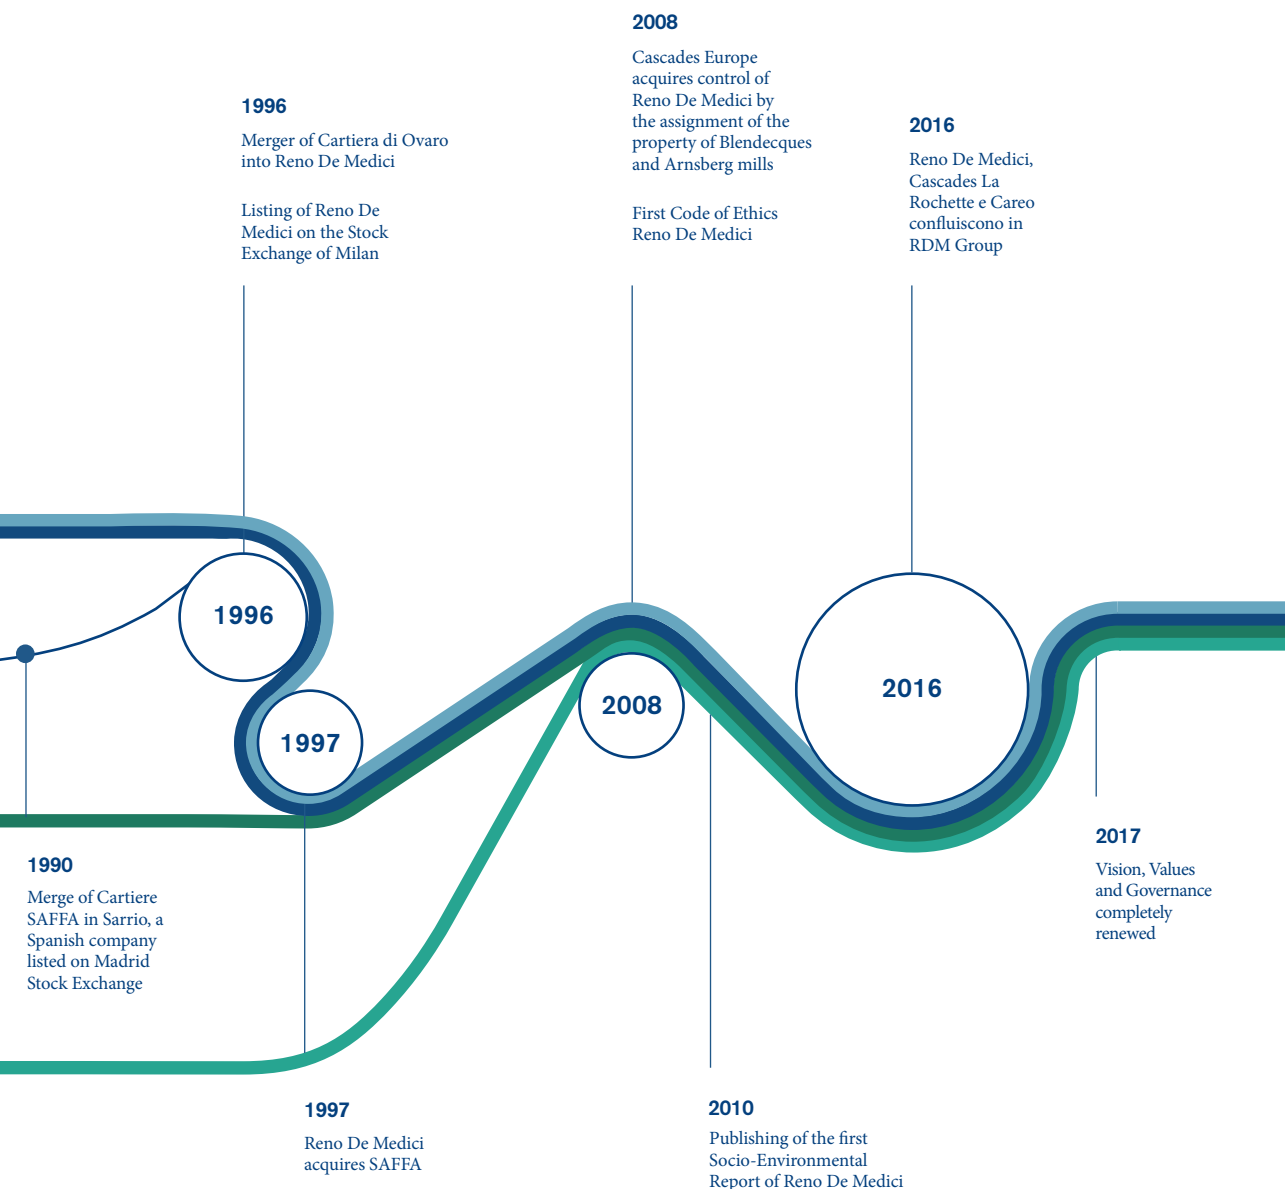 1996
Merger of Cartiera di Ovaro
into Reno De Medici
Listing of Reno De
Medici on the Stock
Exchange of Milan
2008
Cascades Europe
acquires control of
Reno De Medici by
the assignment of the
property of Blendecques
and Arnsberg mills
First Code of Ethics
Reno De Medici
2016
Reno De Medici,
Cascades La
Rochette e Careo
confluiscono in
RDM Group
1996
1997
2008
2016
1990
Merge of Cartiere
SAFFA in Sarrio, a
Spanish company
listed on Madrid
Stock Exchange
1997
Reno De Medici
acquires SAFFA
2010
Publishing of the first
Socio-Environmental
Report of Reno De Medici
2017
Vision, Values
and Governance
completely
renewed